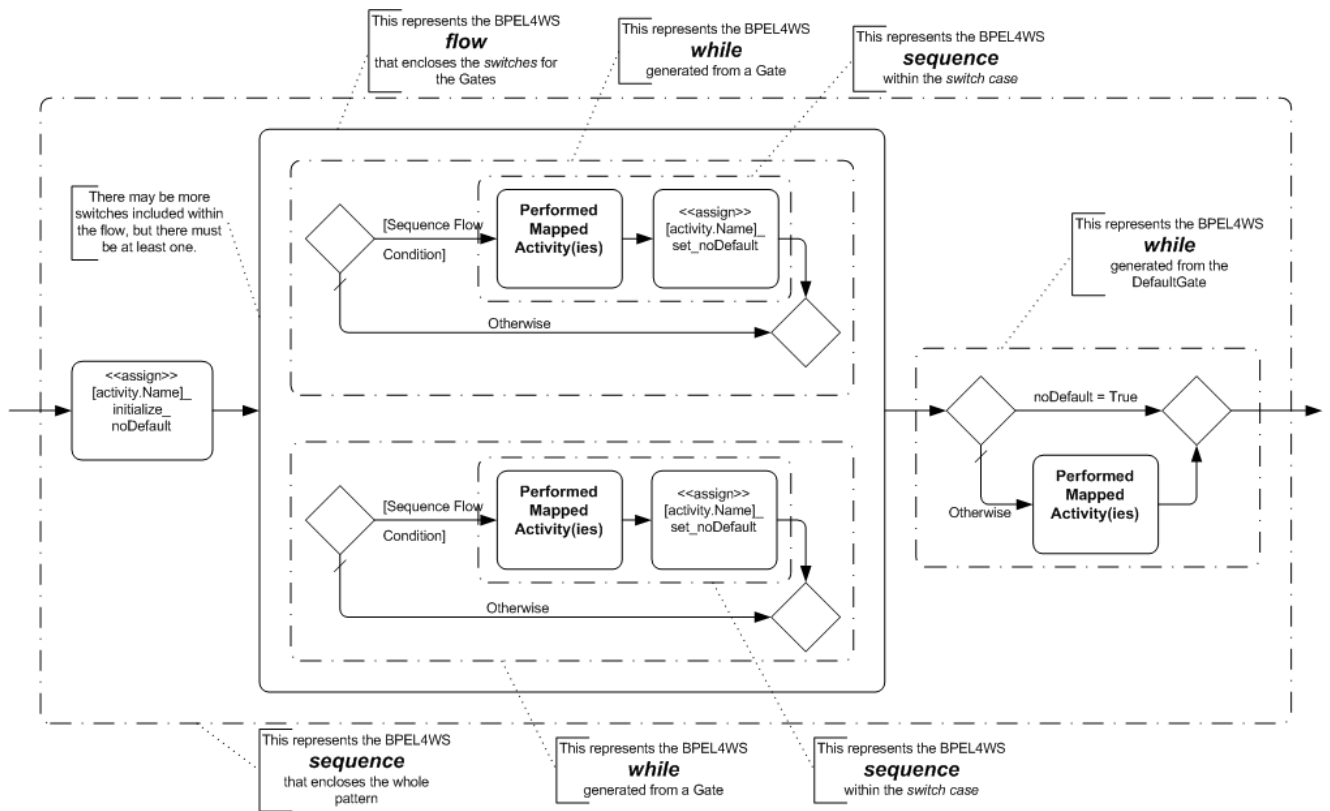 This represents the BPEL4WS
flow
that encloses the switches for
the Gates
This represents the BPEL4WS
while
generated from a Gate
This represents the BPEL4WS
sequence
within the switch case
There may be more
switches included within
the flow, but there must
be at least one.
[Sequence Flow
Condition]
Performed
Mapped
Activity(ies)
<<assign>>
[activity.Name]_
set_noDefault
Otherwise
This represents the BPEL4WS
while
generated from the
DefaultGate
<<assign>>
[activity.Name]_
initialize_
noDefault
noDefault = True
Otherwise
Performed
Mapped
Activity(ies)
[Sequence Flow
Condition]
Performed
Mapped
Activity(ies)
<<assign>>
[activity.Name]_
set_noDefault
Otherwise
This represents the BPEL4WS
sequence
that encloses the whole
pattern
This represents the BPEL4WS
while
generated from a Gate
This represents the BPEL4WS
sequence
within the switch case